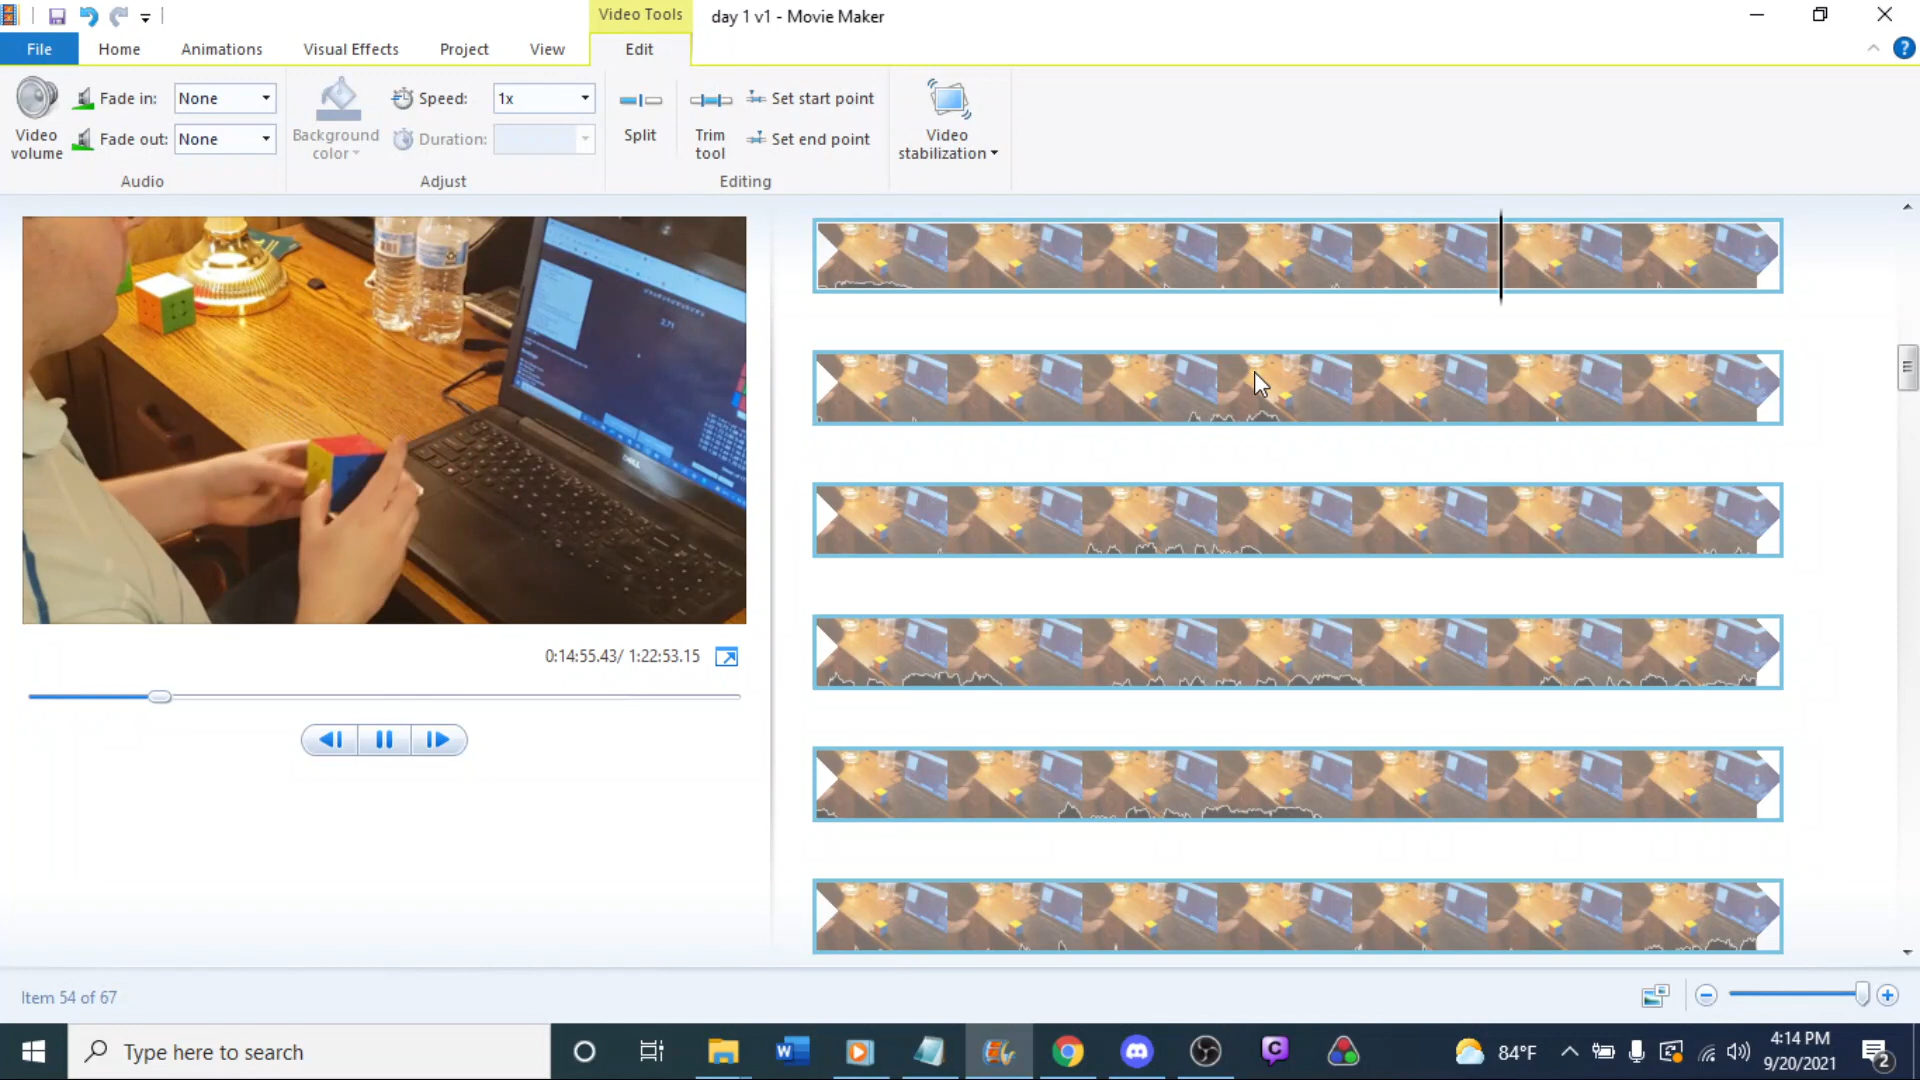 Video Tools
day 1 v1 - Movie Maker
File
Home
Animations
Visual Effects
Project
View
Edit
Video volume
Fade in: None
Fade out: None
Audio
Background color
Speed: 1x
Duration:
Adjust
Split
Trim tool
Set start point
Set end point
Editing
Video stabilization
DELL
0:14:55.43/ 1:22:53.15
Item 54 of 67
Type here to search
84°F
4:14 PM
9/20/2021
2